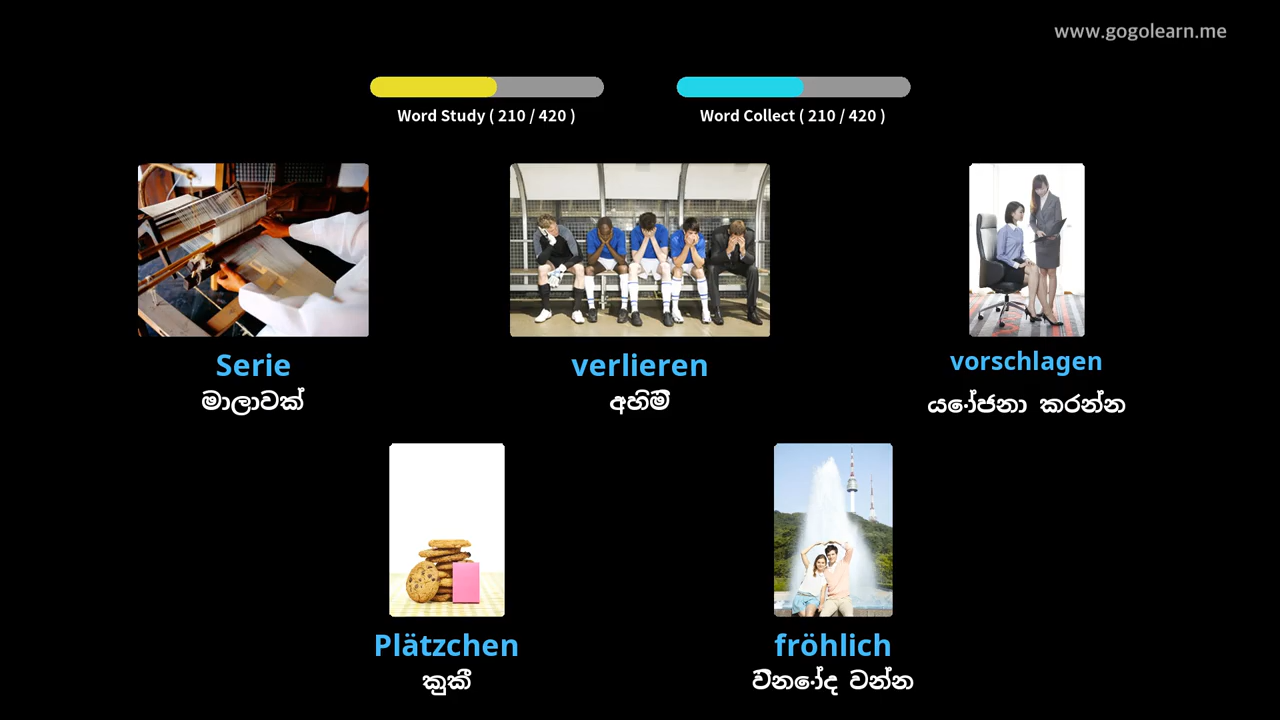 www.gogolearn.me
Word Study ( 210 / 420 )
Word Collect ( 210 / 420 )
Serie
verlieren
vorschlagen
මාලාවක්
අහිමි
යෝජනා කරන්න
Plätzchen
fröhlich
කුකී
විනෝද වන්න